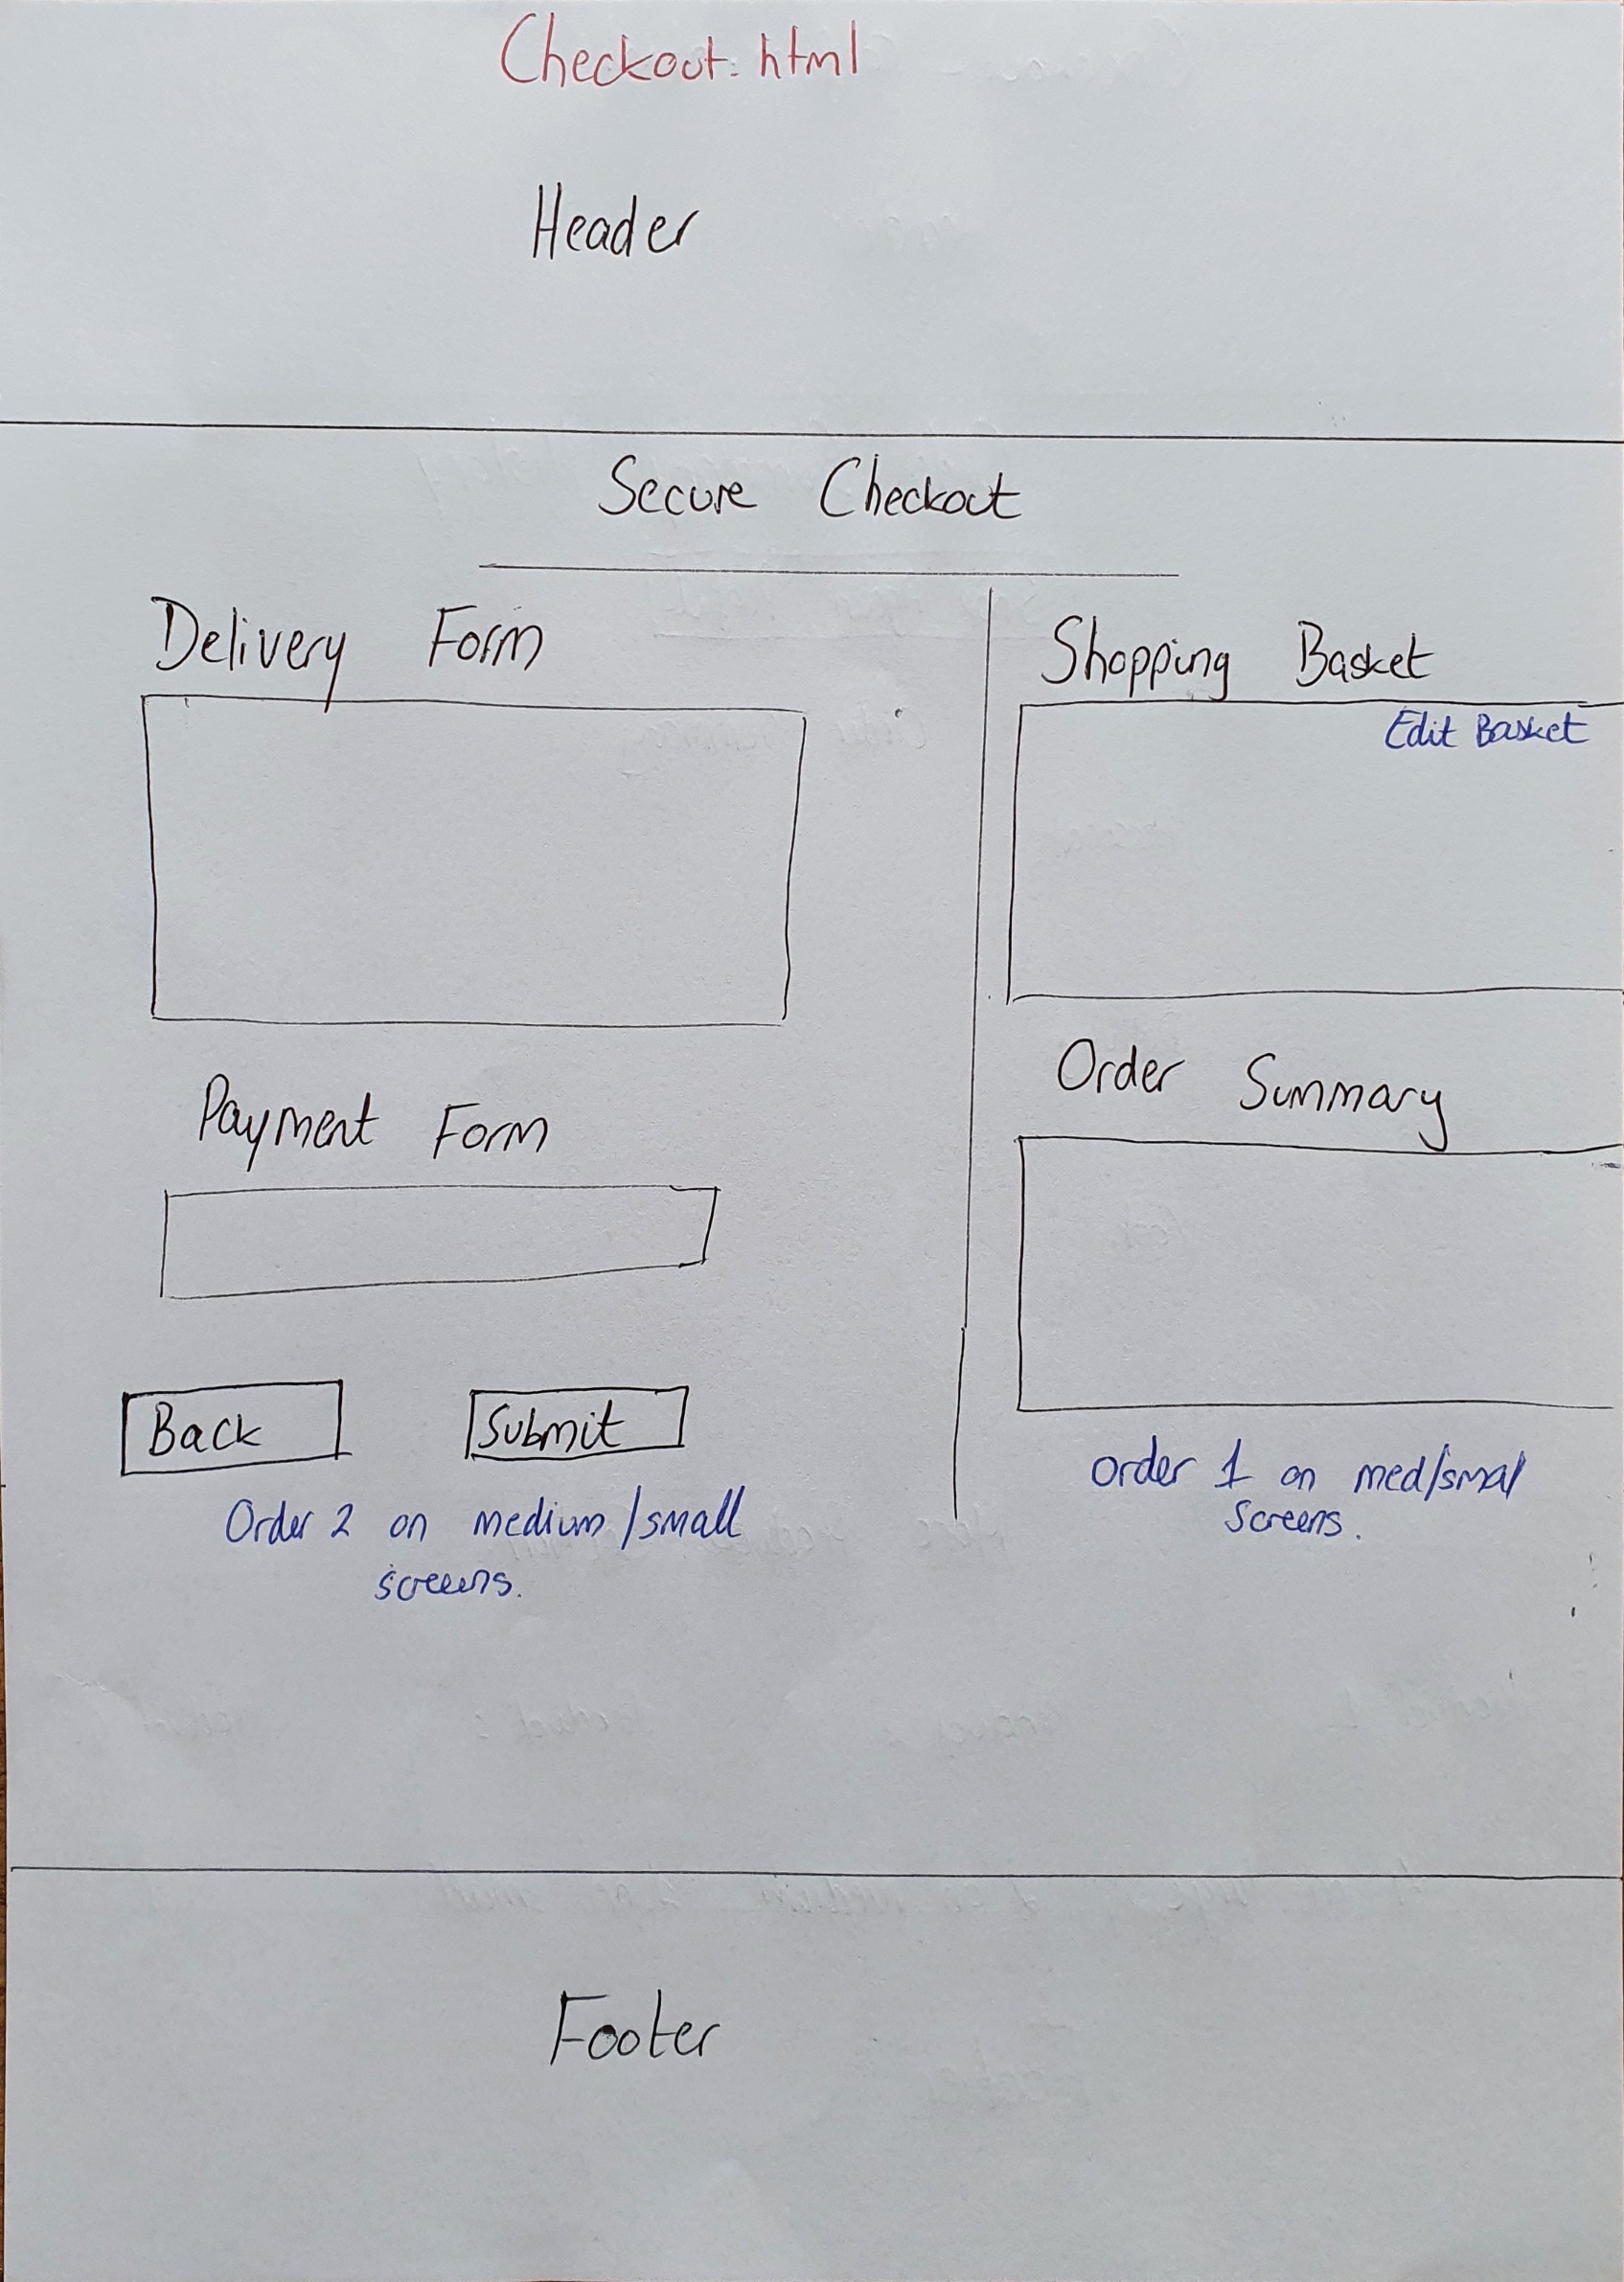 Checkout.html
Header
Secure Checkout
Delivery Form
Payment Form
Back
Submit
Order 2 on medium/small
screens.
Shopping Basket
Edit Basket
Order Summary
Order 1 on med/smal
Screens.
Footer